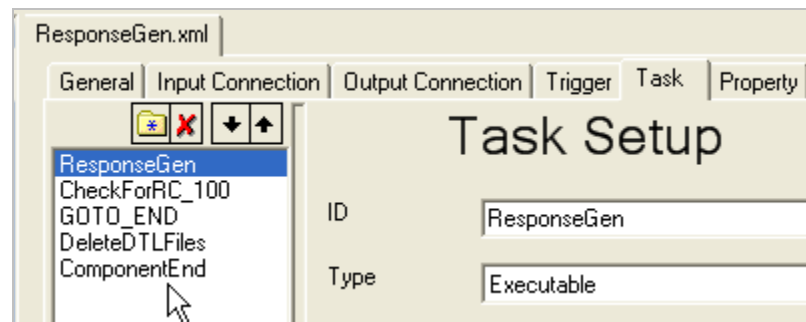 ResponseGen.xml
General Input Connection Output Connection Trigger Task Property
Task Setup
ResponseGen
CheckForRC_100
GOTO_END
DeleteDTLFiles
ComponentEnd
ID ResponseGen
Type Executable